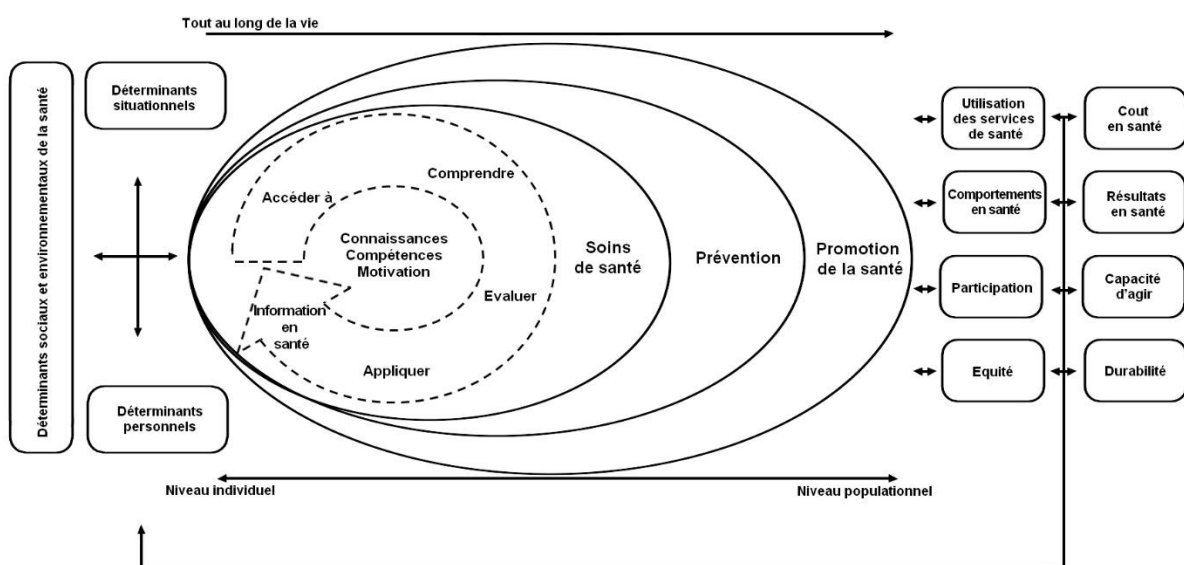 Tout au long de la vie
Déterminants sociaux et environnementaux de la santé
Déterminants
situationnels
Déterminants
personnels
Accéder à
Comprendre
Connaissances
Compétences
Motivation
Evaluer
Information
en
santé
Appliquer
Soins
de santé
Prévention
Promotion
de la santé
Utilisation
des services
de santé
Cout
en santé
Comportements
en santé
Résultats
en santé
Participation
Capacité
d'agir
Equité
Durabilité
Niveau individuel
Niveau populationnel